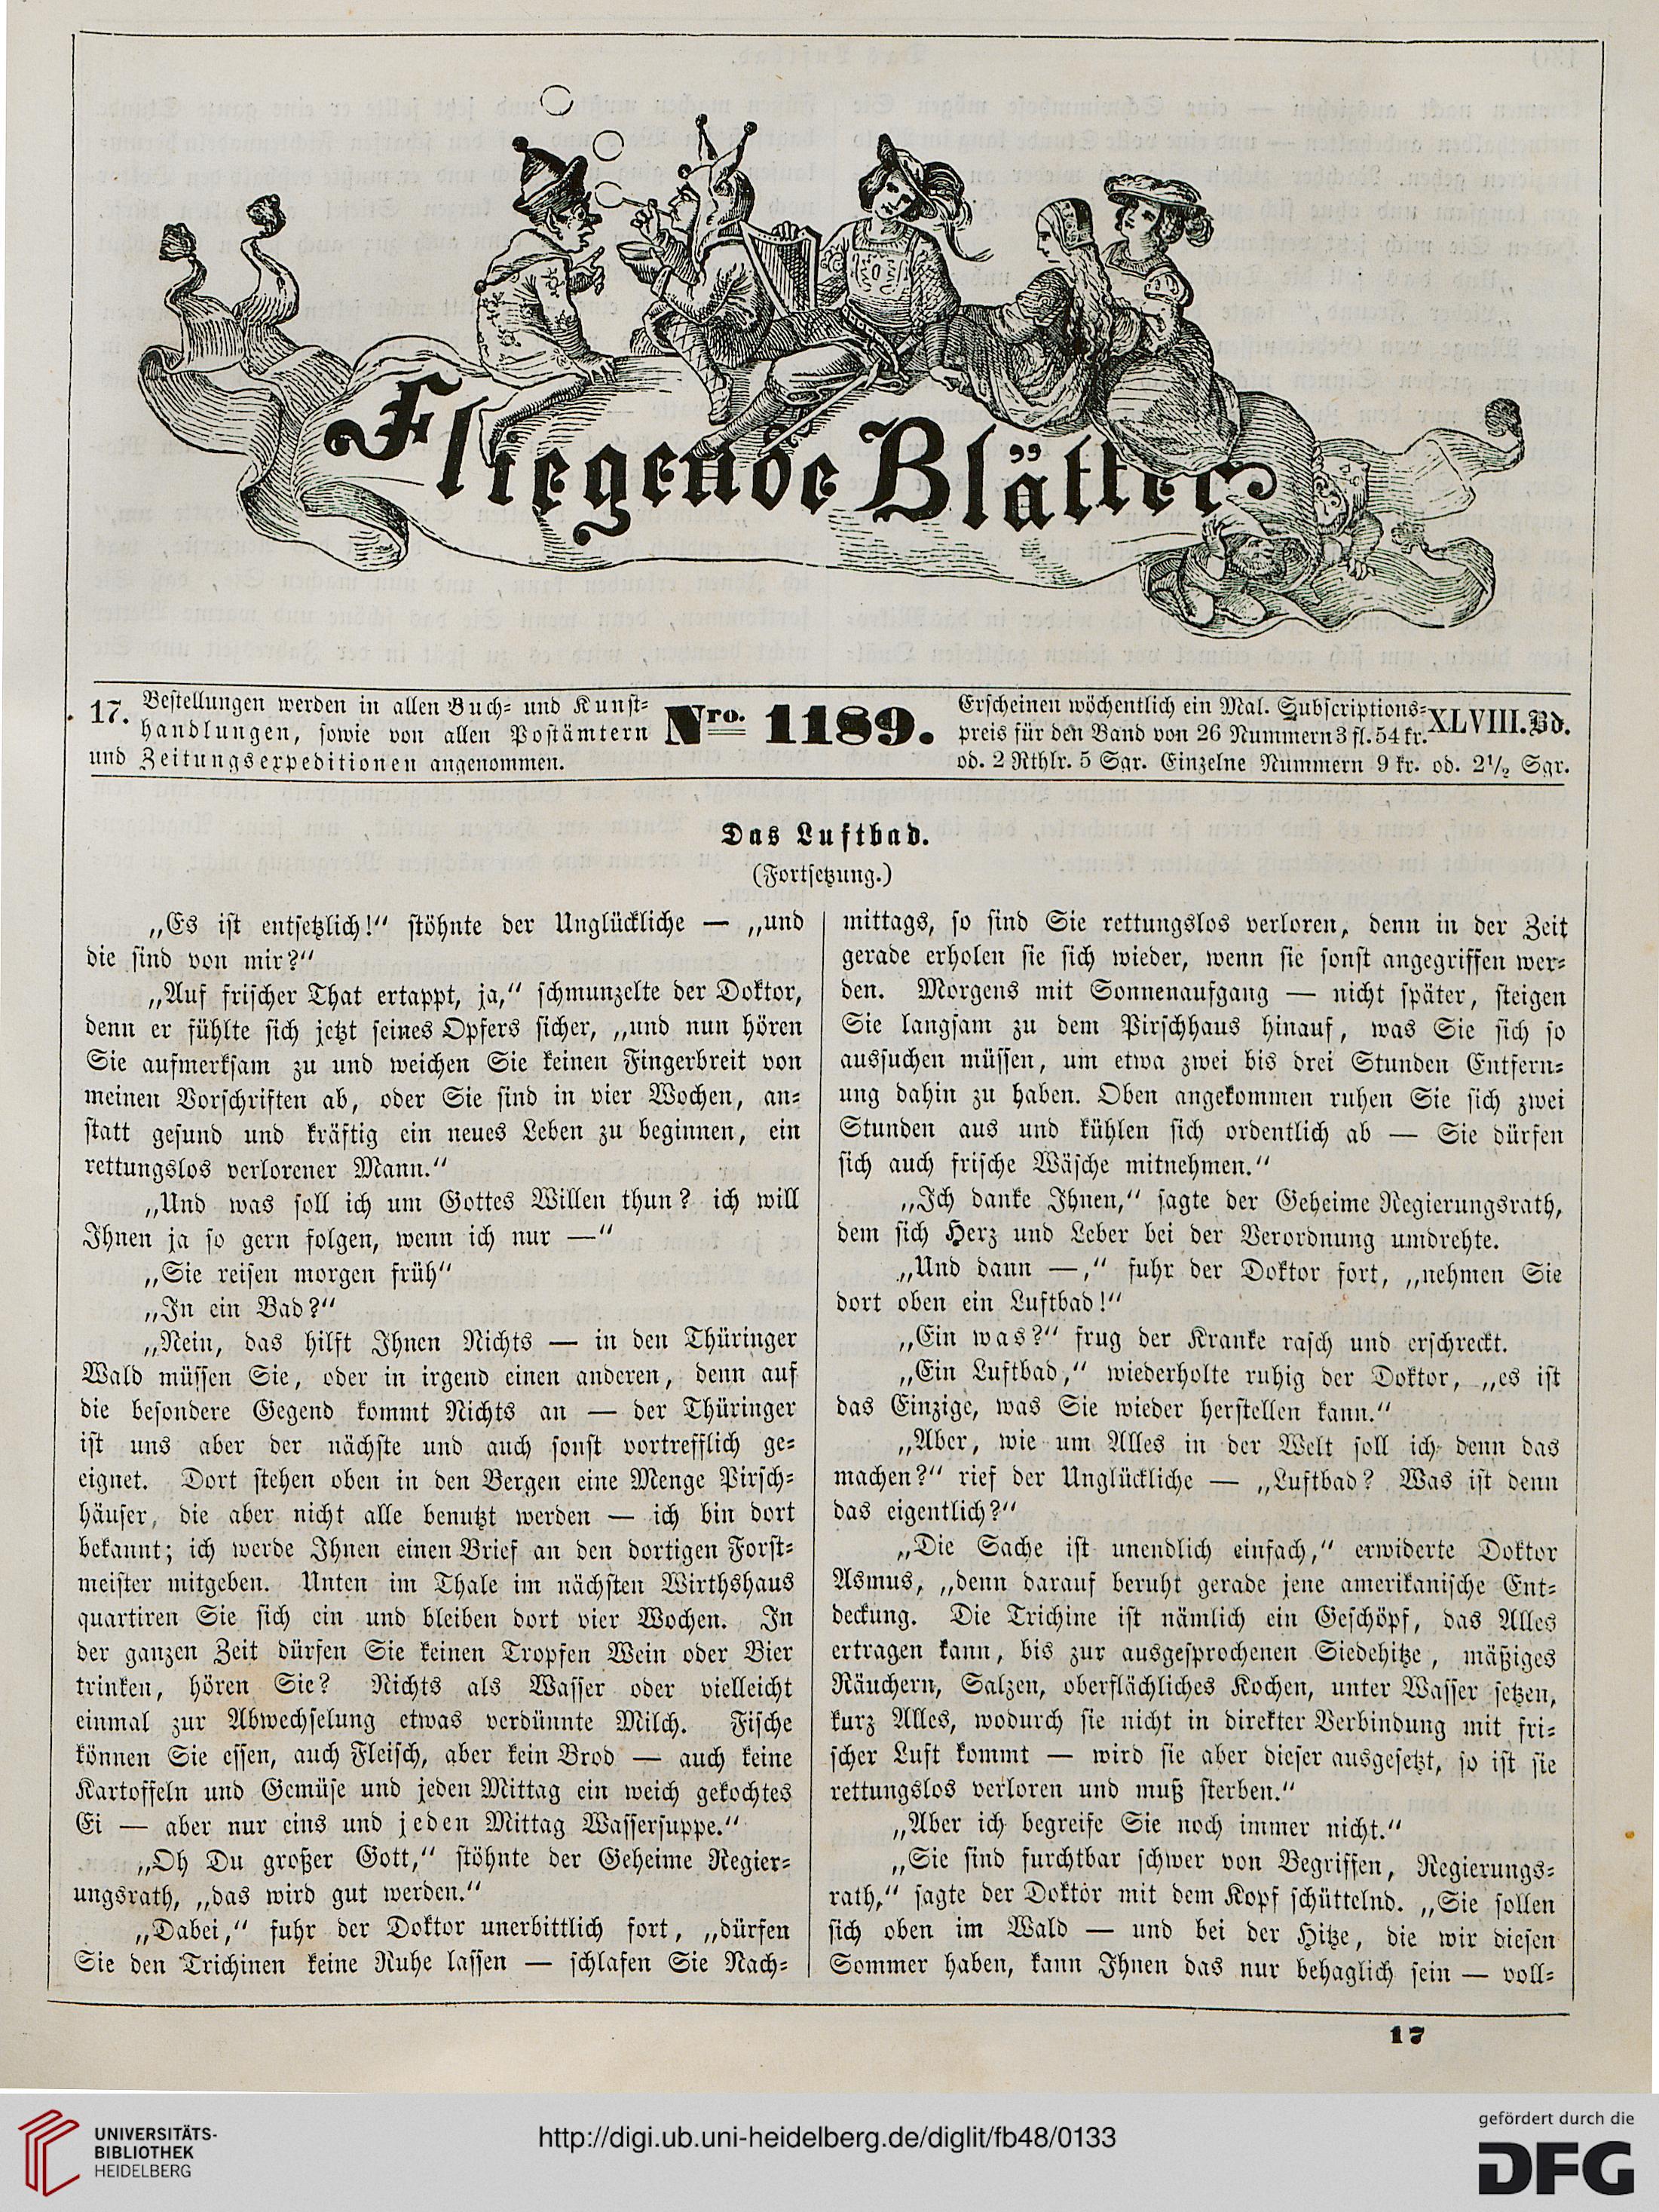 Fliegende Blätter
17. Bestellungen werden in allen Buch- und Kunst-
handlungen, sowie von allen Postämtern
und Zeitungsexpeditionen angenommen.
Nro. 1189.
Erscheinen wöchentlich ein Mal. Subscriptions-
preis für den Band von 26 Nummern 3 fl. 54 kr.
od. 2 Rthlr. 5 Sgr. Einzelne Nummern 9 kr. od. 2½ Sgr.
XLVIII. Bd.
Das Luftbad.
(Fortsetzung.)
„Es ist entsetzlich!“ stöhnte der Unglückliche — „und
die sind von mir?“
„Auf frischer That ertappt, ja,“ schmunzelte der Doktor,
denn er fühlte sich jetzt seines Opfers sicher, „und nun hören
Sie aufmerksam zu und weichen Sie keinen Fingerbreit von
meinen Vorschriften ab, oder Sie sind in vier Wochen, an-
statt gesund und kräftig ein neues Leben zu beginnen, ein
rettungslos verlorener Mann.“
„Und was soll ich um Gottes Willen thun? ich will
Ihnen ja so gern folgen, wenn ich nur —“
„Sie reisen morgen früh“
„In ein Bad?“
„Nein, das hilft Ihnen Nichts — in den Thüringer
Wald müssen Sie, oder in irgend einen anderen, denn auf
die besondere Gegend kommt Nichts an — der Thüringer
ist uns aber der nächste und auch sonst vortrefflich ge-
eignet. Dort stehen oben in den Bergen eine Menge Pirsch-
häuser, die aber nicht alle benutzt werden — ich bin dort
bekannt; ich werde Ihnen einen Brief an den dortigen Forst-
meister mitgeben. Unten im Thale im nächsten Wirthshaus
quartiren Sie sich ein und bleiben dort vier Wochen. In
der ganzen Zeit dürfen Sie keinen Tropfen Wein oder Bier
trinken, hören Sie? Nichts als Wasser oder vielleicht
einmal zur Abwechselung etwas verdünnte Milch. Fische
können Sie essen, auch Fleisch, aber kein Brod — auch keine
Kartoffeln und Gemüse und jeden Mittag ein weich gekochtes
Ei — aber nur eins und jeden Mittag Wassersuppe.“
„Oh Du großer Gott,“ stöhnte der Geheime Regier-
ungsrath, „das wird gut werden.“
„Dabei,“ fuhr der Doktor unerbittlich fort, „dürfen
Sie den Trichinen keine Ruhe lassen — schlafen Sie Nach-
mittags, so sind Sie rettungslos verloren, denn in der Zeit
gerade erholen sie sich wieder, wenn sie sonst angegriffen wer-
den. Morgens mit Sonnenaufgang — nicht später, steigen
Sie langsam zu dem Pirschhaus hinauf, was Sie sich so
aussuchen müssen, um etwa zwei bis drei Stunden Entfern-
ung dahin zu haben. Oben angekommen ruhen Sie sich zwei
Stunden aus und kühlen sich ordentlich ab — Sie dürfen
sich auch frische Wäsche mitnehmen.“
„Ich danke Ihnen,“ sagte der Geheime Regierungsrath,
dem sich Herz und Leber bei der Verordnung umdrehte.
„Und dann —,“ fuhr der Doktor fort, „nehmen Sie
dort oben ein Luftbad!“
„Ein was?“ frug der Kranke rasch und erschreckt.
„Ein Luftbad,“ wiederholte ruhig der Doktor, „es ist
das Einzige, was Sie wieder herstellen kann.“
„Aber, wie um Alles in der Welt soll ich denn das
machen?“ rief der Unglückliche — „Luftbad? Was ist denn
das eigentlich?“
„Die Sache ist unendlich einfach,“ erwiderte Doktor
Asmus, „denn darauf beruht gerade jene amerikanische Ent-
deckung. Die Trichine ist nämlich ein Geschöpf, das Alles
ertragen kann, bis zur ausgesprochenen Siedehitze, mäßiges
Räuchern, Salzen, oberflächliches Kochen, unter Wasser setzen,
kurz Alles, wodurch sie nicht in direkter Verbindung mit fri-
scher Luft kommt — wird sie aber dieser ausgesetzt, so ist sie
rettungslos verloren und muß sterben.“
„Aber ich begreife Sie noch immer nicht.“
„Sie sind furchtbar schwer von Begriffen, Regierungs-
rath,“ sagte der Doktor mit dem Kopf schüttelnd. „Sie sollen
sich oben im Wald — und bei der Hitze, die wir diesen
Sommer haben, kann Ihnen das nur behaglich sein — voll-
17
UNIVERSITÄTS-
BIBLIOTHEK
HEIDELBERG
http://digi.ub.uni-heidelberg.de/diglit/fb48/0133
gefördert durch die
DFG